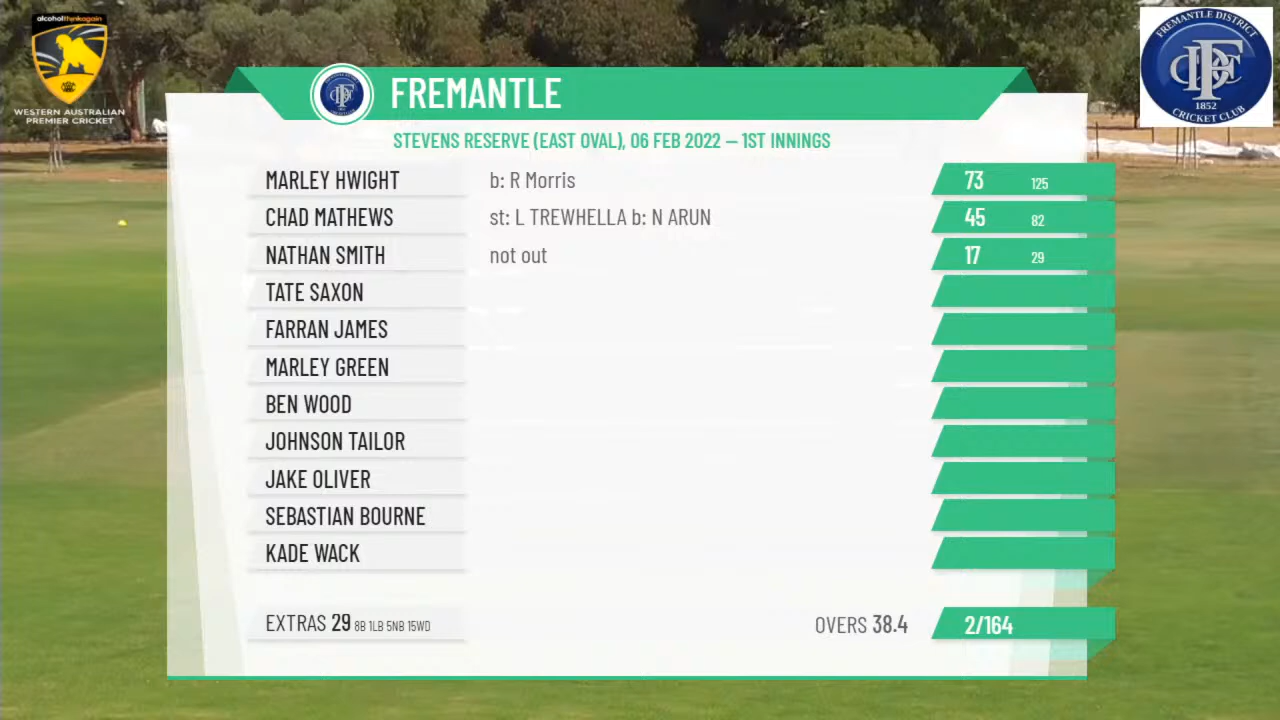 alcoholthinkagain
WESTERN AUSTRALIAN
PREMIER CRICKET
FREMANTLE DISTRICT
CRICKET CLUB
1852
FREMANTLE
STEVENS RESERVE (EAST OVAL), 06 FEB 2022 – 1ST INNINGS
MARLEY HWIGHT b: R Morris 73 125
CHAD MATHEWS st: L TREWHELLA b: N ARUN 45 82
NATHAN SMITH not out 17 29
TATE SAXON
FARRAN JAMES
MARLEY GREEN
BEN WOOD
JOHNSON TAILOR
JAKE OLIVER
SEBASTIAN BOURNE
KADE WACK
EXTRAS 29 8B 1LB 5NB 15WD OVERS 38.4 2/164